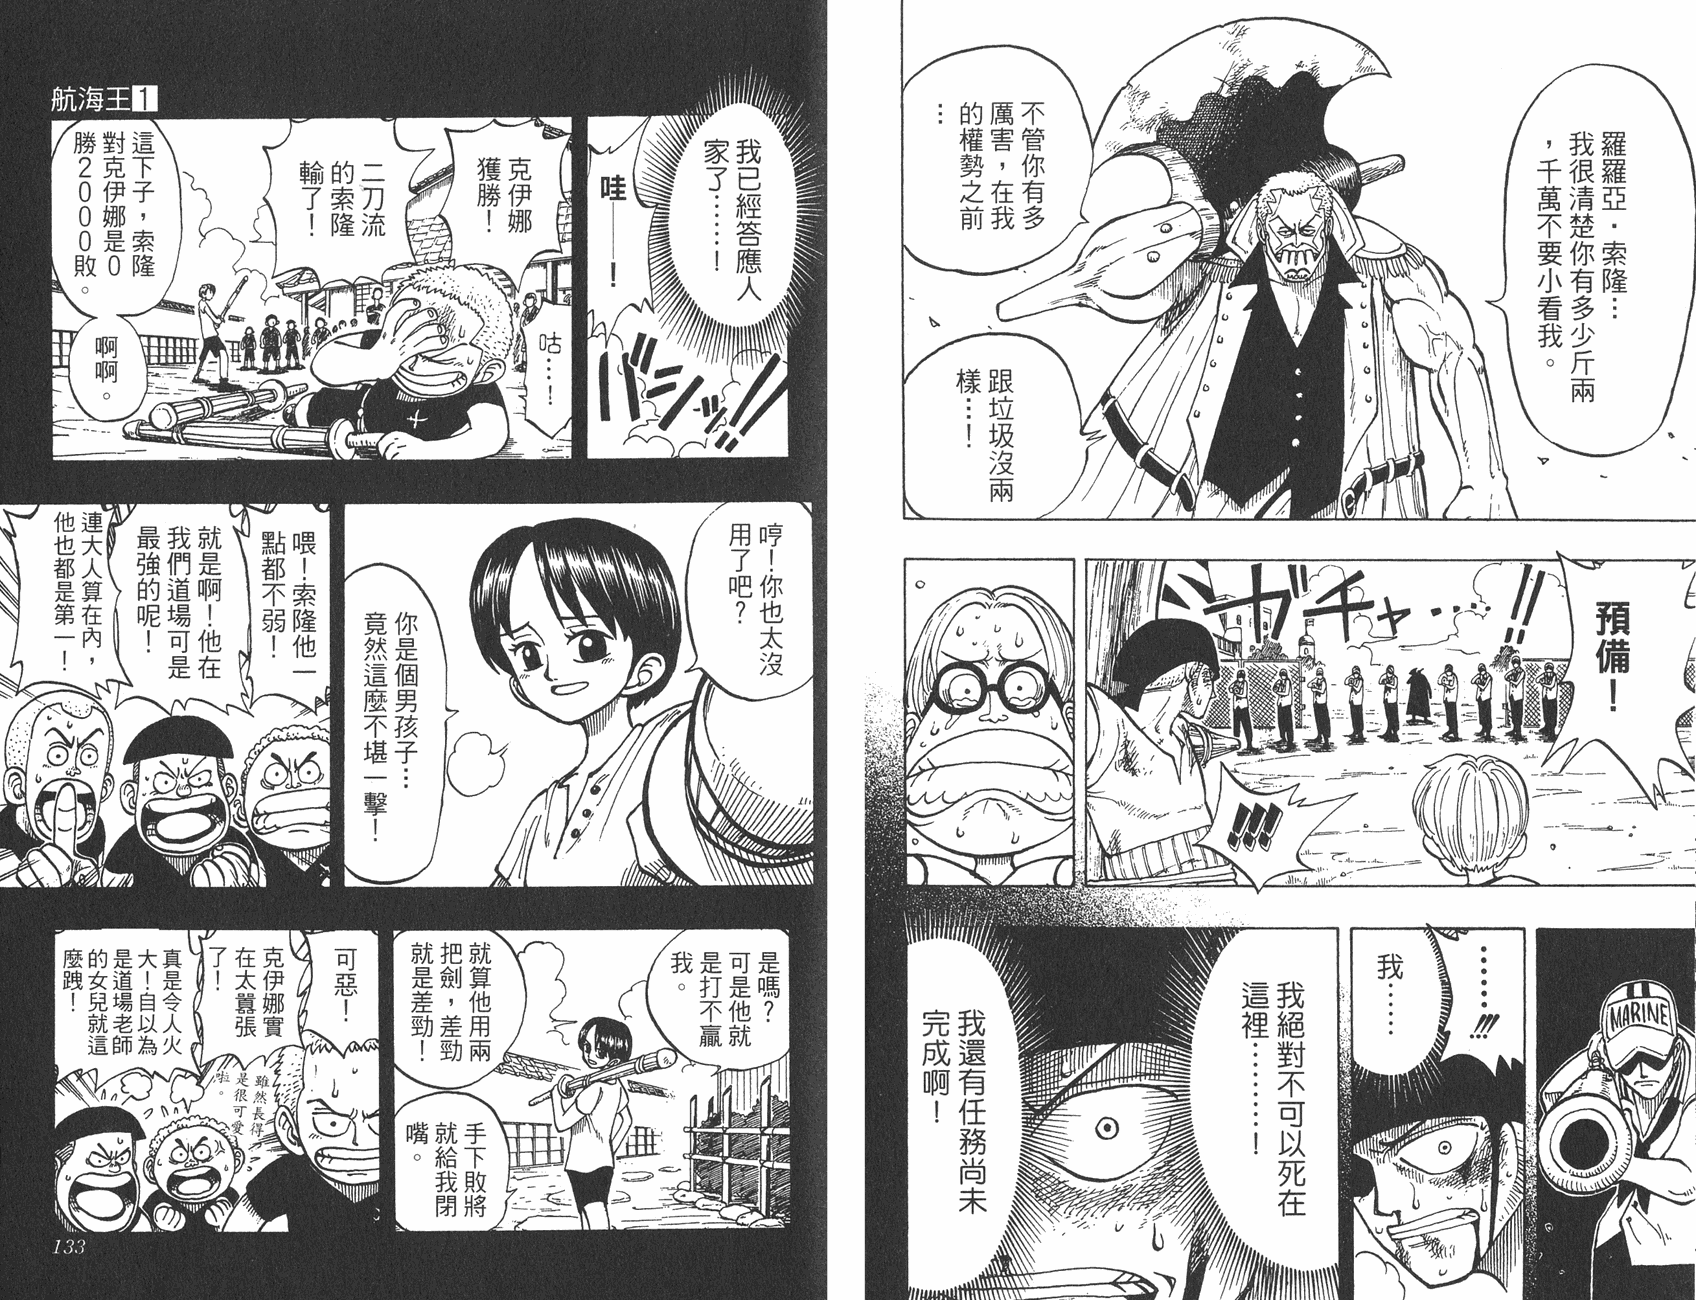 羅羅亞・索隆…
我很清楚你有多少斤兩
，千萬不要小看我。
不管你有多
厲害，在我
的權勢之前
…
跟垃圾沒兩
樣…！
預備！
ガチャ…‥!!
!!!
MARINE
……!!!
我……
我絕對不可以死在
這裡………！
我還有任務尚未
完成啊！
航海王1
我已經答應人
家了……！
哇——！
バシッ!!
克伊娜
獲勝！
二刀流
的索隆
輸了！
咕…！
這下子，索隆
對克伊娜是0
勝2000敗。
啊啊。
哼！你也太沒
用了吧？
你是個男孩子…
竟然這麼不堪一擊！
喂！索隆他一
點都不弱！
就是啊！他在
我們道場可是
最強的呢！
連大人算在內，
他也都是第一！
是嗎？
可是他就
是打不贏
我。
就算他用兩
把劍，差勁
就是差勁！
手下敗將
就給我閉
嘴。
可惡！
克伊娜實
在太囂張
了！
真是令人火
大！自以為
是道場老師
的女兒就這
麼跩！
雖然長得
是很可愛
啦。
133